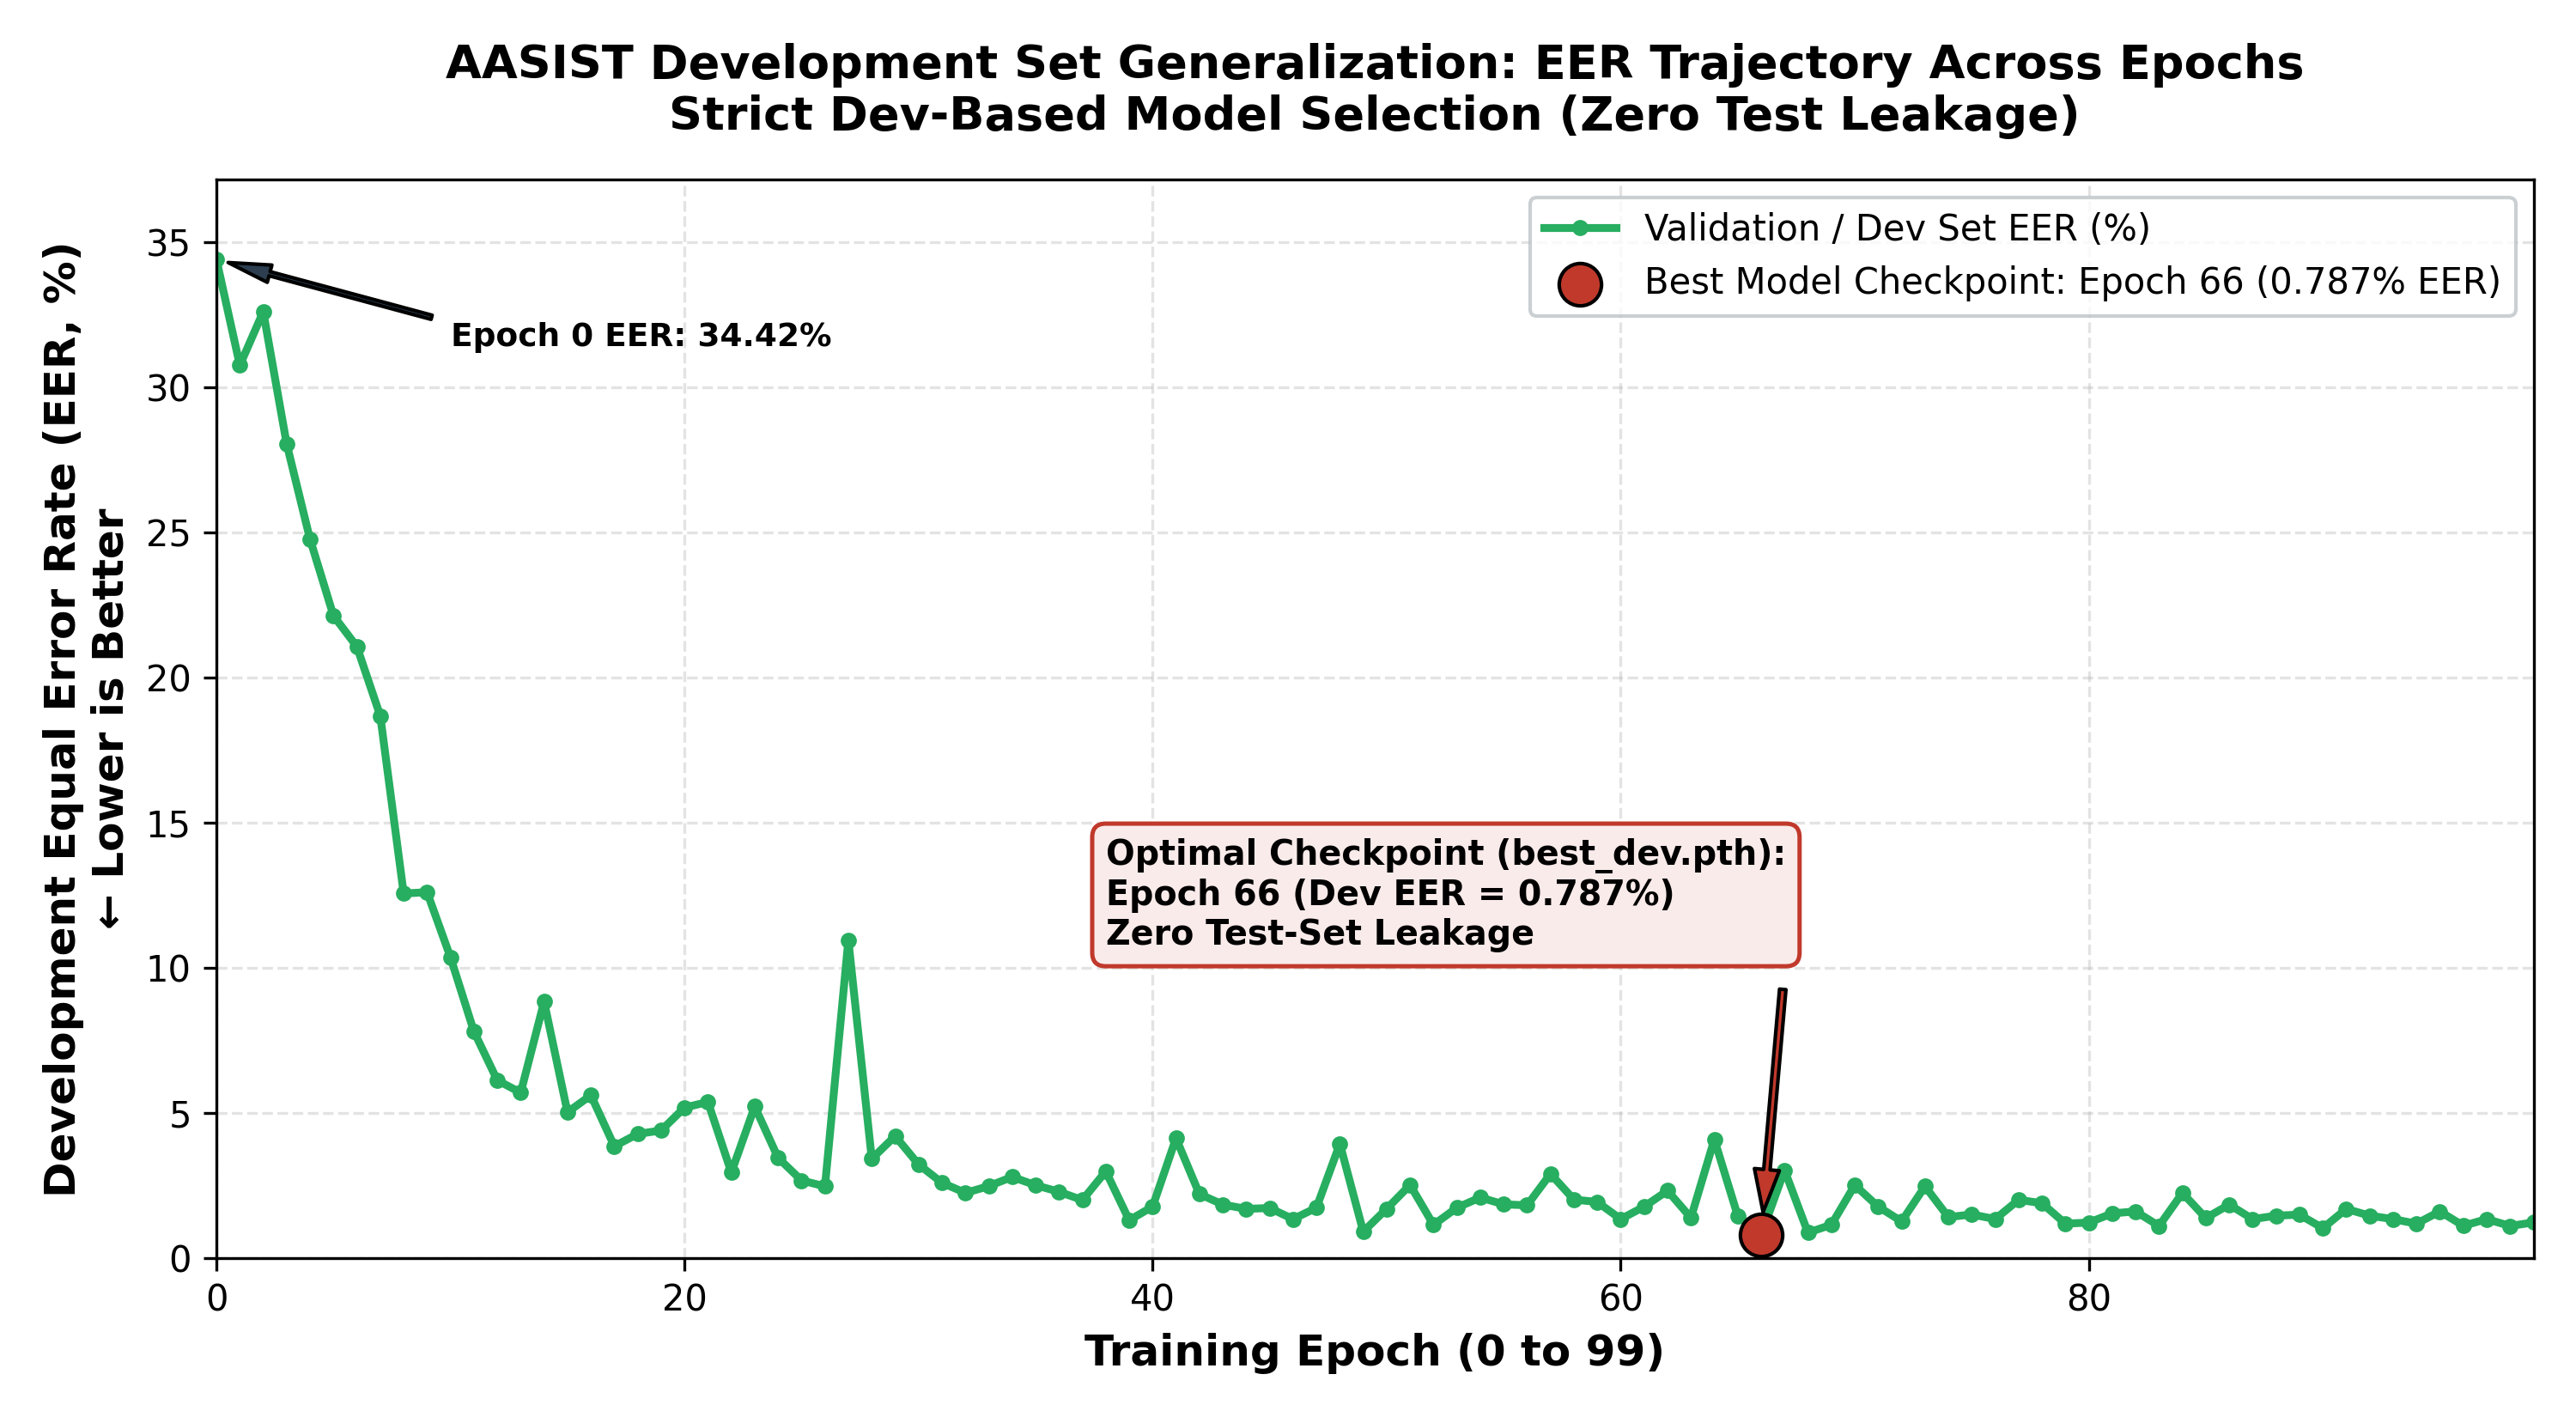 AASIST Development Set Generalization: EER Trajectory Across Epochs
Strict Dev-Based Model Selection (Zero Test Leakage)
Development Equal Error Rate (EER, %)
← Lower is Better
35
30
25
20
15
10
5
0
Validation / Dev Set EER (%)
Best Model Checkpoint: Epoch 66 (0.787% EER)
Epoch 0 EER: 34.42%
Optimal Checkpoint (best_dev.pth):
Epoch 66 (Dev EER = 0.787%)
Zero Test-Set Leakage
0
20
40
60
80
Training Epoch (0 to 99)